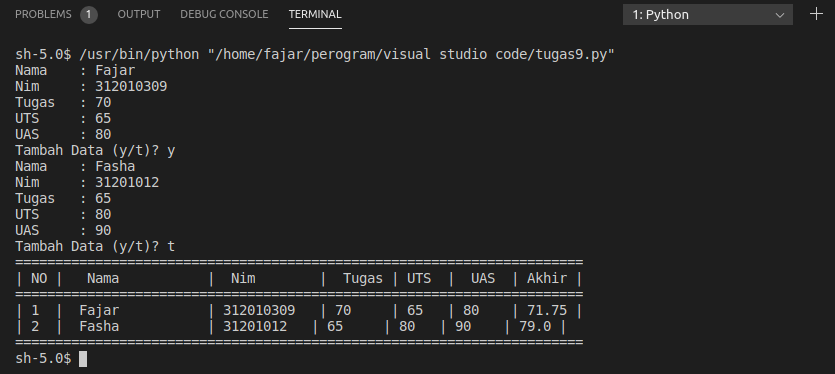 PROBLEMS 1 OUTPUT DEBUG CONSOLE TERMINAL 1: Python
sh-5.0$ /usr/bin/python "/home/fajar/perogram/visual studio code/tugas9.py"
Nama    : Fajar
Nim     : 312010309
Tugas   : 70
UTS     : 65
UAS     : 80
Tambah Data (y/t)? y
Nama    : Fasha
Nim     : 31201012
Tugas   : 65
UTS     : 80
UAS     : 90
Tambah Data (y/t)? t
=======================================================================
| NO |   Nama           |  Nim        |  Tugas | UTS  |  UAS  | Akhir |
=======================================================================
| 1  |  Fajar           | 312010309   | 70     | 65   | 80    | 71.75 |
| 2  |  Fasha           | 31201012   | 65     | 80   | 90    | 79.0 |
=======================================================================
sh-5.0$